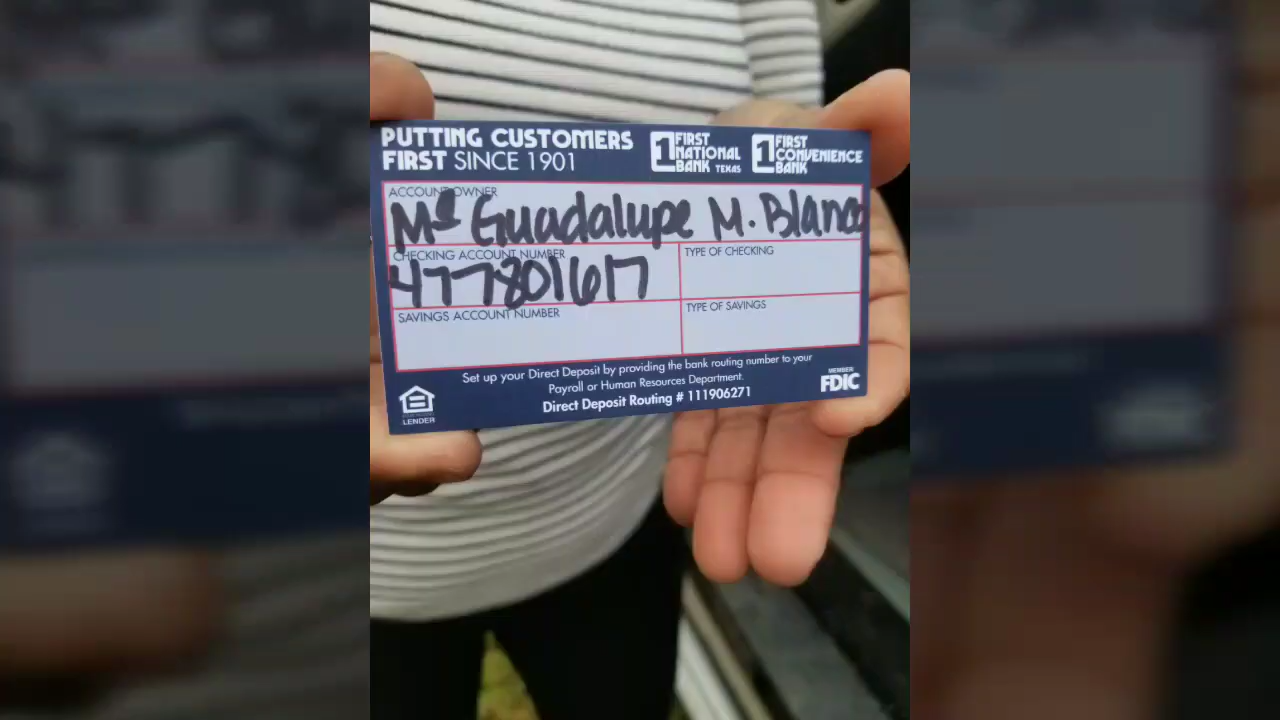 PUTTING CUSTOMERS
FIRST SINCE 1901
1 FIRST NATIONAL BANK TEXAS
1 FIRST CONVENIENCE BANK
ACCOUNT OWNER
Ma Guadalupe M. Blanco
CHECKING ACCOUNT NUMBER
477801617
TYPE OF CHECKING
SAVINGS ACCOUNT NUMBER
TYPE OF SAVINGS
Set up your Direct Deposit by providing the bank routing number to your
Payroll or Human Resources Department.
Direct Deposit Routing # 111906271
LENDER
MEMBER
FDIC